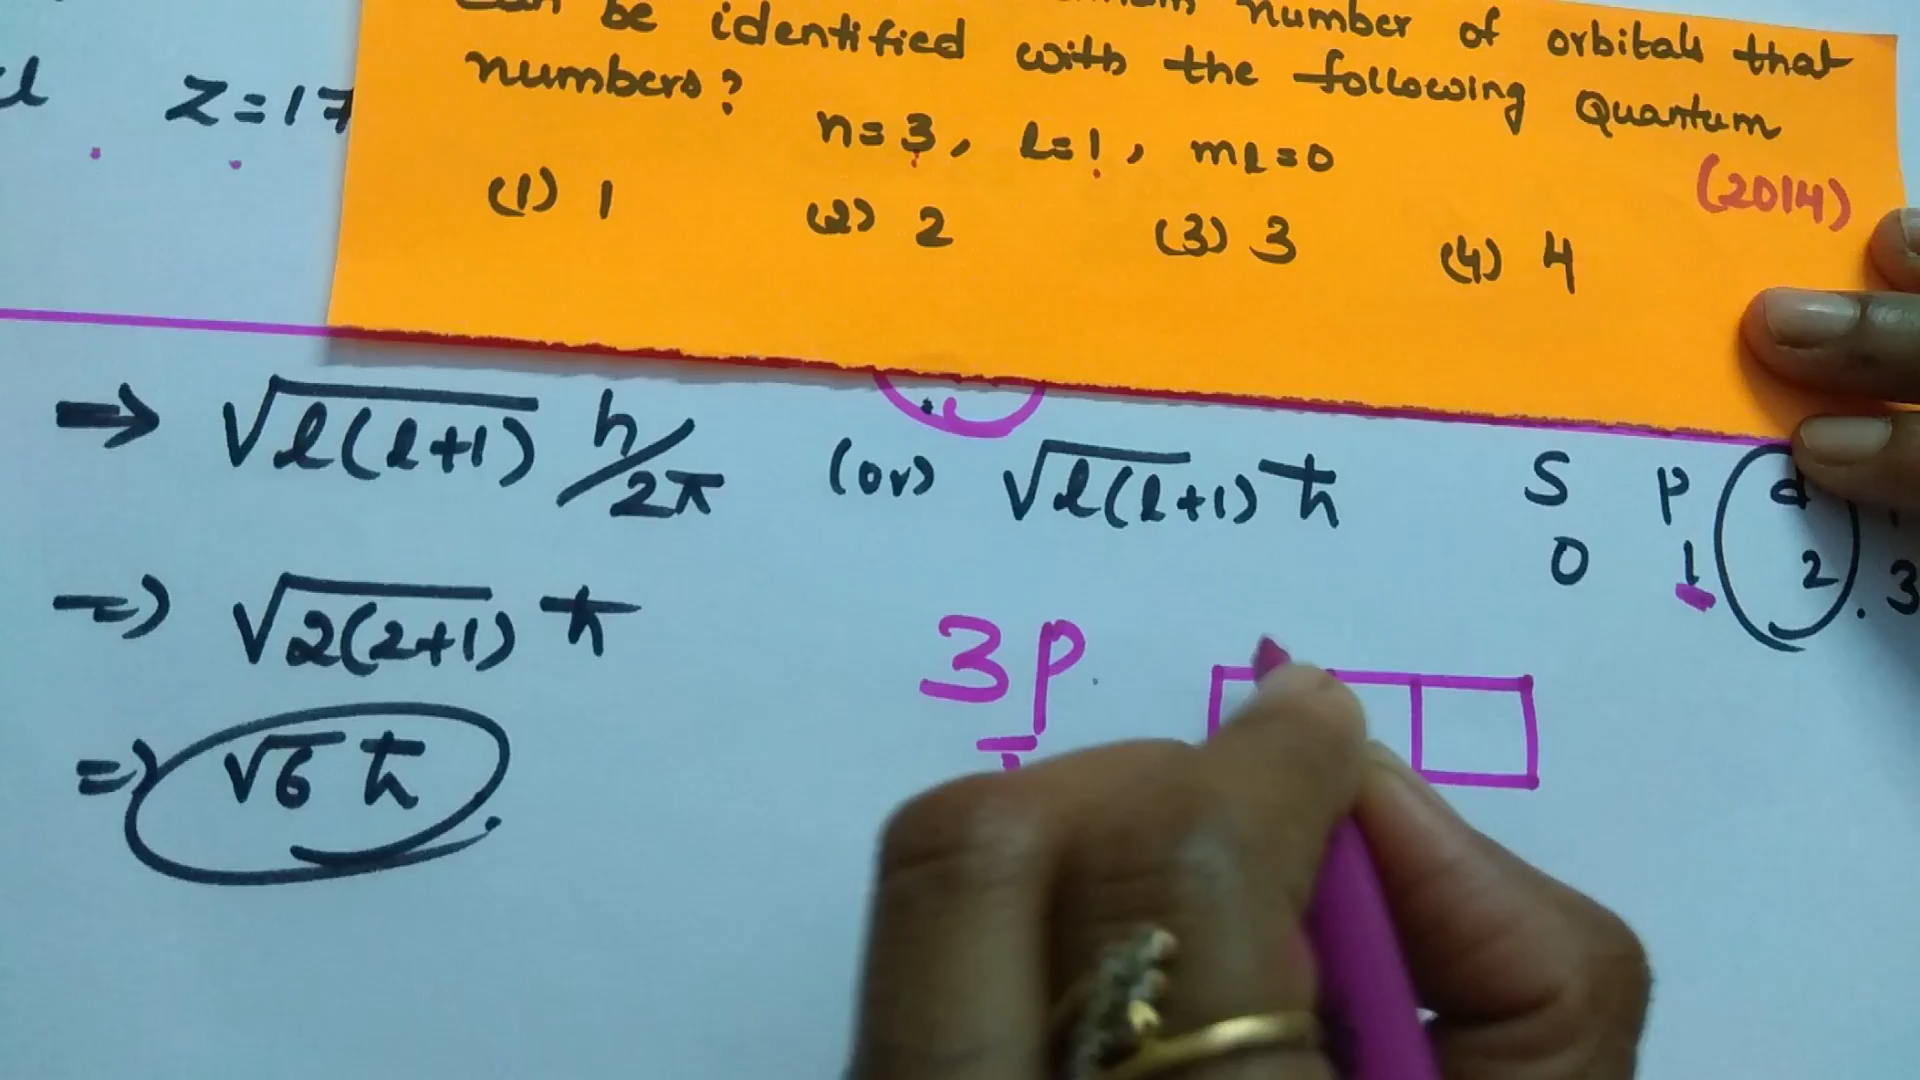 be number of orbitals that
be identified with the following Quantum
numbers?
n=3, l=1, ml=0
(2014)
(1) 1 (2) 2 (3) 3 (4) 4
Z=17
⇒ √l(l+1) h/2π (or) √l(l+1) ħ
S P d
0 1 2 3
⇒ √2(2+1) ħ
3p
⇒ √6 ħ